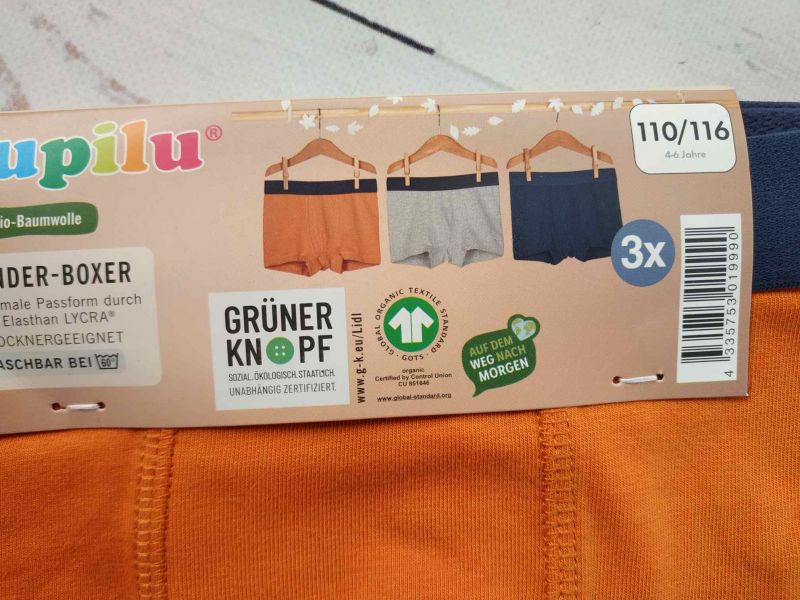 upilu®
io-Baumwolle
NDER-BOXER
male Passform durch
Elasthan LYCRA®
OCKNERGEEIGNET
ASCHBAR BEI 60°
GRÜNER
KNOPF
SOZIAL. ÖKOLOGISCH. STAATLICH.
UNABHÄNGIG ZERTIFIZIERT.
www.g-k.eu/Lidl
GLOBAL ORGANIC TEXTILE STANDARD
· GOTS ·
organic
Certified by Control Union
CU 851646
www.global-standard.org
AUF DEM
WEG NACH
MORGEN
110/116
4-6 Jahre
3x
4 335753 019990